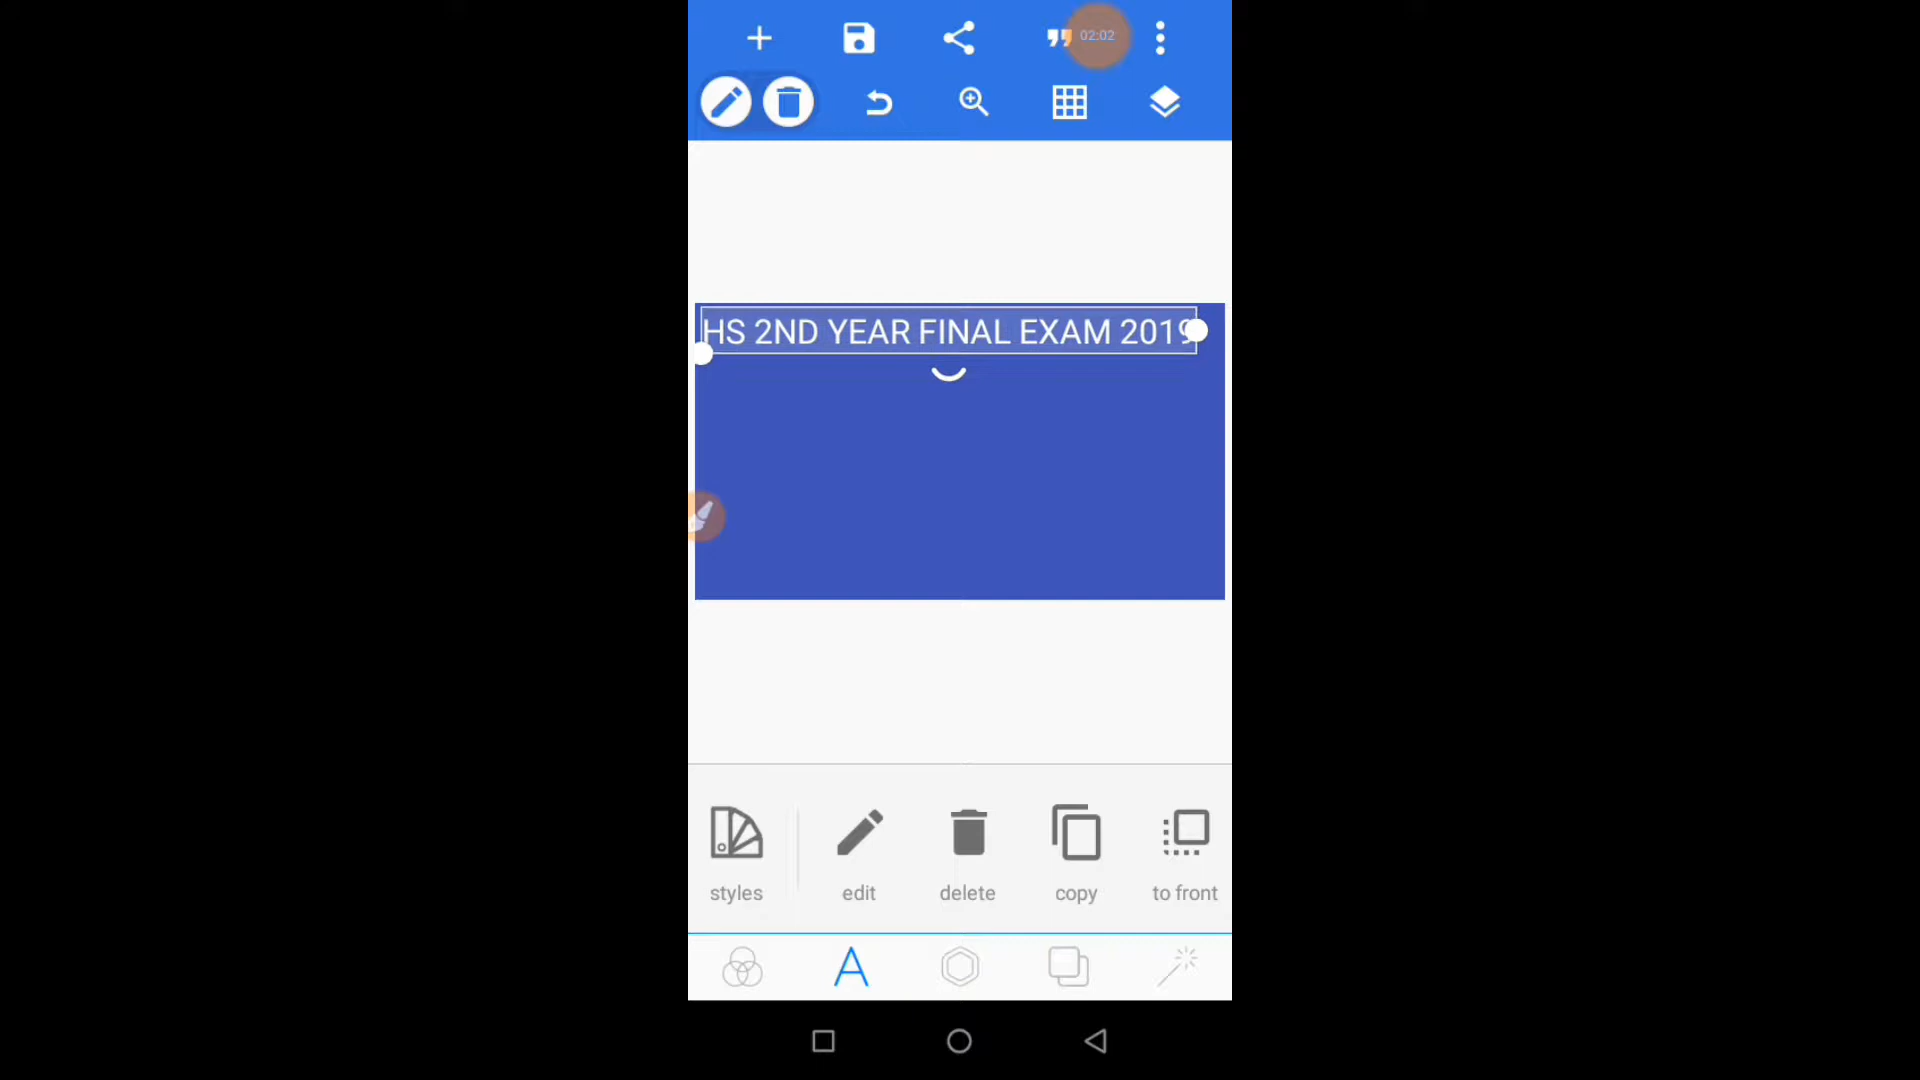 02:02
HS 2ND YEAR FINAL EXAM 2019
styles
edit
delete
copy
to front